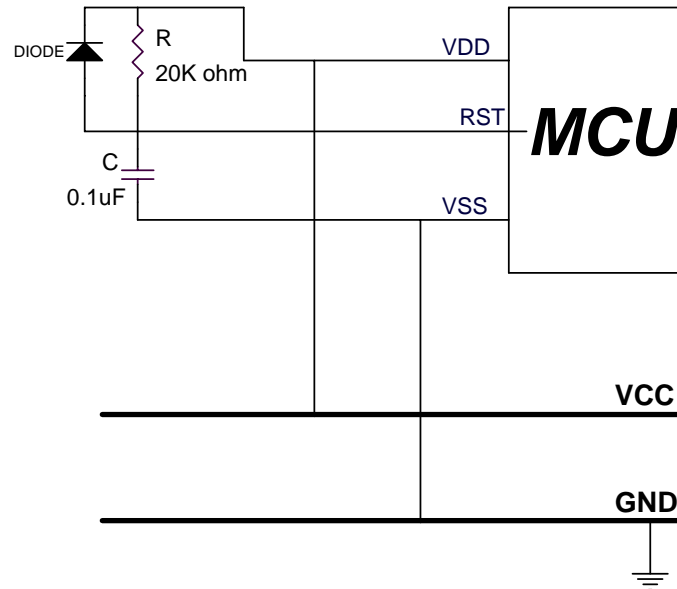 R
VDD
DIODE
20K ohm
RST
MCU
C
0.1uF
VSS
VCC
GND